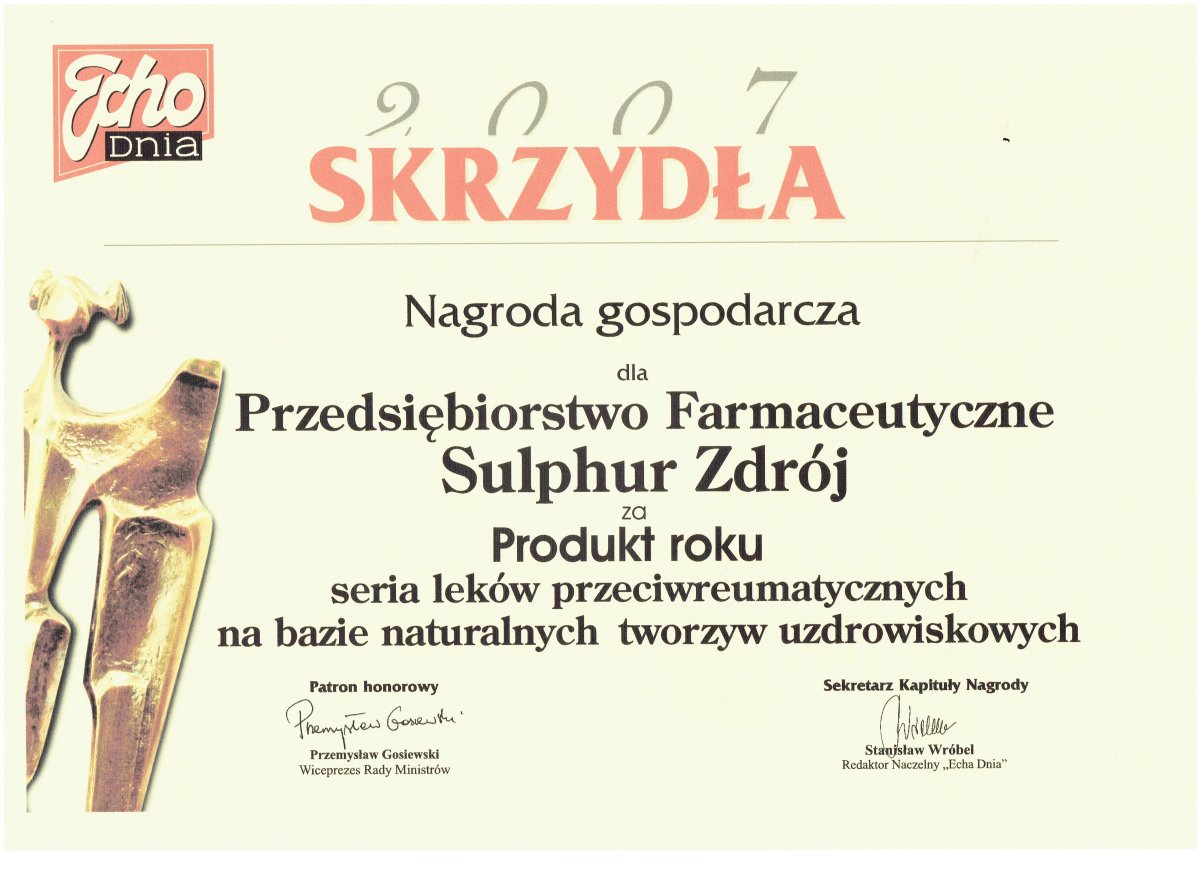 Echo
Dnia
2007
SKRZYDŁA
Nagroda gospodarcza
dla
Przedsiębiorstwo Farmaceutyczne
Sulphur Zdrój
za
Produkt roku
seria leków przeciwreumatycznych
na bazie naturalnych tworzyw uzdrowiskowych
Patron honorowy
Przemysław Gosiewski
Przemysław Gosiewski
Wiceprezes Rady Ministrów
Sekretarz Kapituły Nagrody
Stanisław Wróbel
Redaktor Naczelny „Echa Dnia”